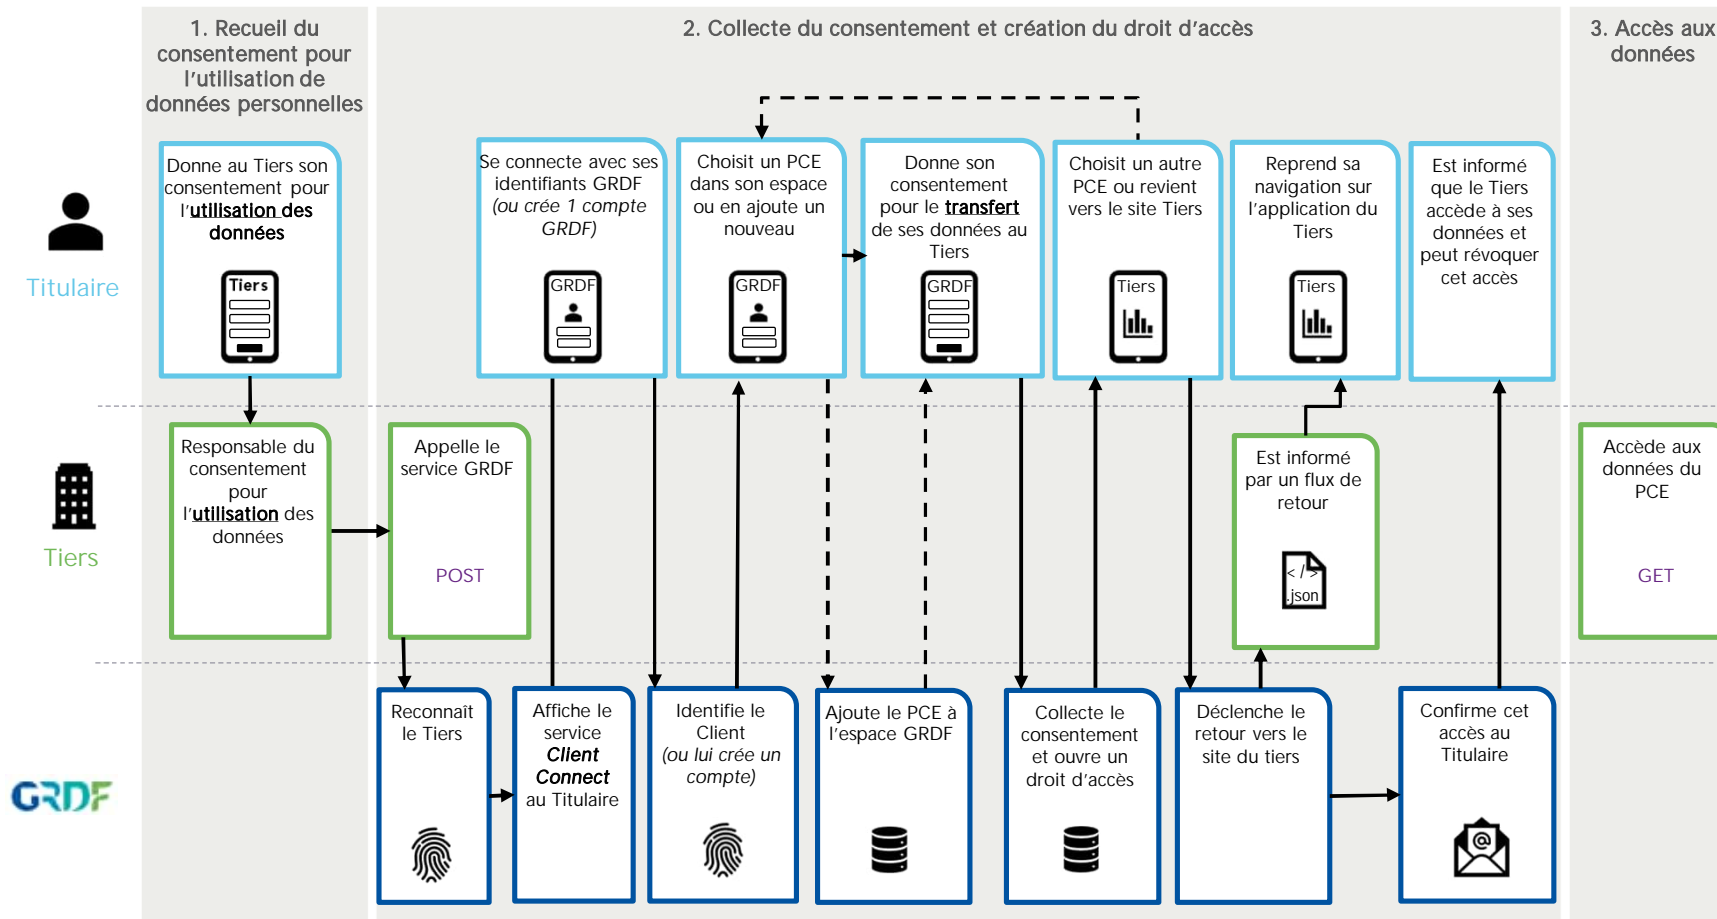 1. Recueil du
consentement pour
l'utilisation de
données personnelles
2. Collecte du consentement et création du droit d'accès
3. Accès aux
données
Titulaire
Donne au Tiers son
consentement pour
l'utilisation des
données
Tiers
Se connecte avec ses
identifiants GRDF
(ou crée 1 compte
GRDF)
GRDF
Choisit un PCE
dans son espace
ou en ajoute un
nouveau
GRDF
Donne son
consentement
pour le transfert
de ses données au
Tiers
GRDF
Choisit un autre
PCE ou revient
vers le site Tiers
Tiers
Reprend sa
navigation sur
l'application du
Tiers
Tiers
Est informé
que le Tiers
accède à ses
données et
peut révoquer
cet accès
Tiers
Responsable du
consentement
pour
l'utilisation des
données
Appelle le
service GRDF
POST
Est informé
par un flux de
retour
< />
.json
Accède aux
données du
PCE
GET
GRDF
Reconnaît
le Tiers
Affiche le
service
Client
Connect
au Titulaire
Identifie le
Client
(ou lui crée un
compte)
Ajoute le PCE à
l'espace GRDF
Collecte le
consentement
et ouvre un
droit d'accès
Déclenche le
retour vers le
site du tiers
Confirme cet
accès au
Titulaire
@